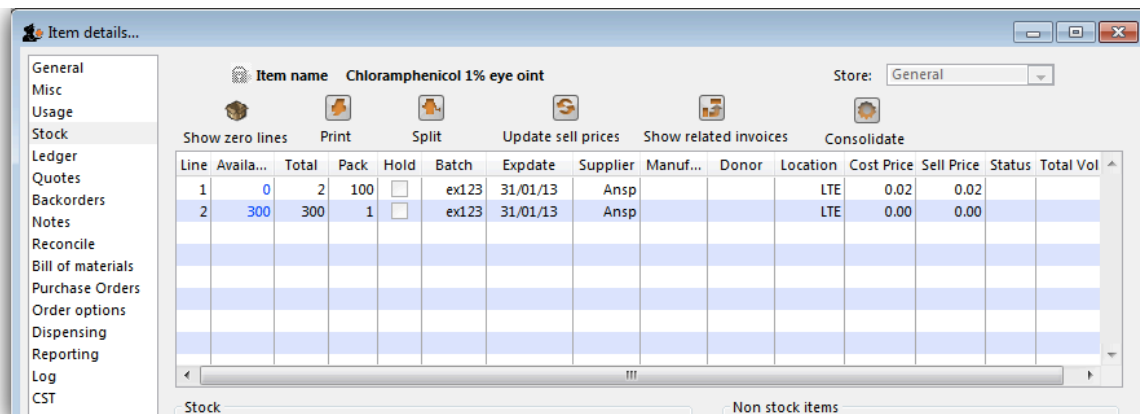 Item details...
General
Misc
Usage
Stock
Ledger
Quotes
Backorders
Notes
Reconcile
Bill of materials
Purchase Orders
Order options
Dispensing
Reporting
Log
CST
Item name Chloramphenicol 1% eye oint Store: General
Show zero lines Print Split Update sell prices Show related invoices Consolidate
Line Availa... Total Pack Hold Batch Expdate Supplier Manuf... Donor Location Cost Price Sell Price Status Total Vol
1 0 2 100 ex123 31/01/13 Ansp LTE 0.02 0.02
2 300 300 1 ex123 31/01/13 Ansp LTE 0.00 0.00
Stock Non stock items